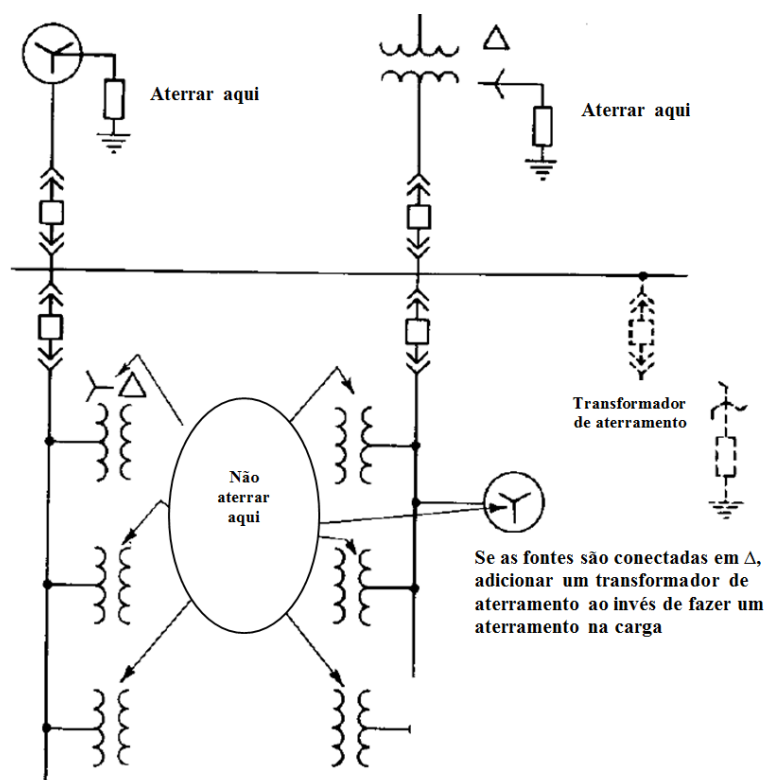 Aterrar aqui
Aterrar aqui
Transformador
de aterramento
Não
aterrar
aqui
Se as fontes são conectadas em Δ,
adicionar um transformador de
aterramento ao invés de fazer um
aterramento na carga